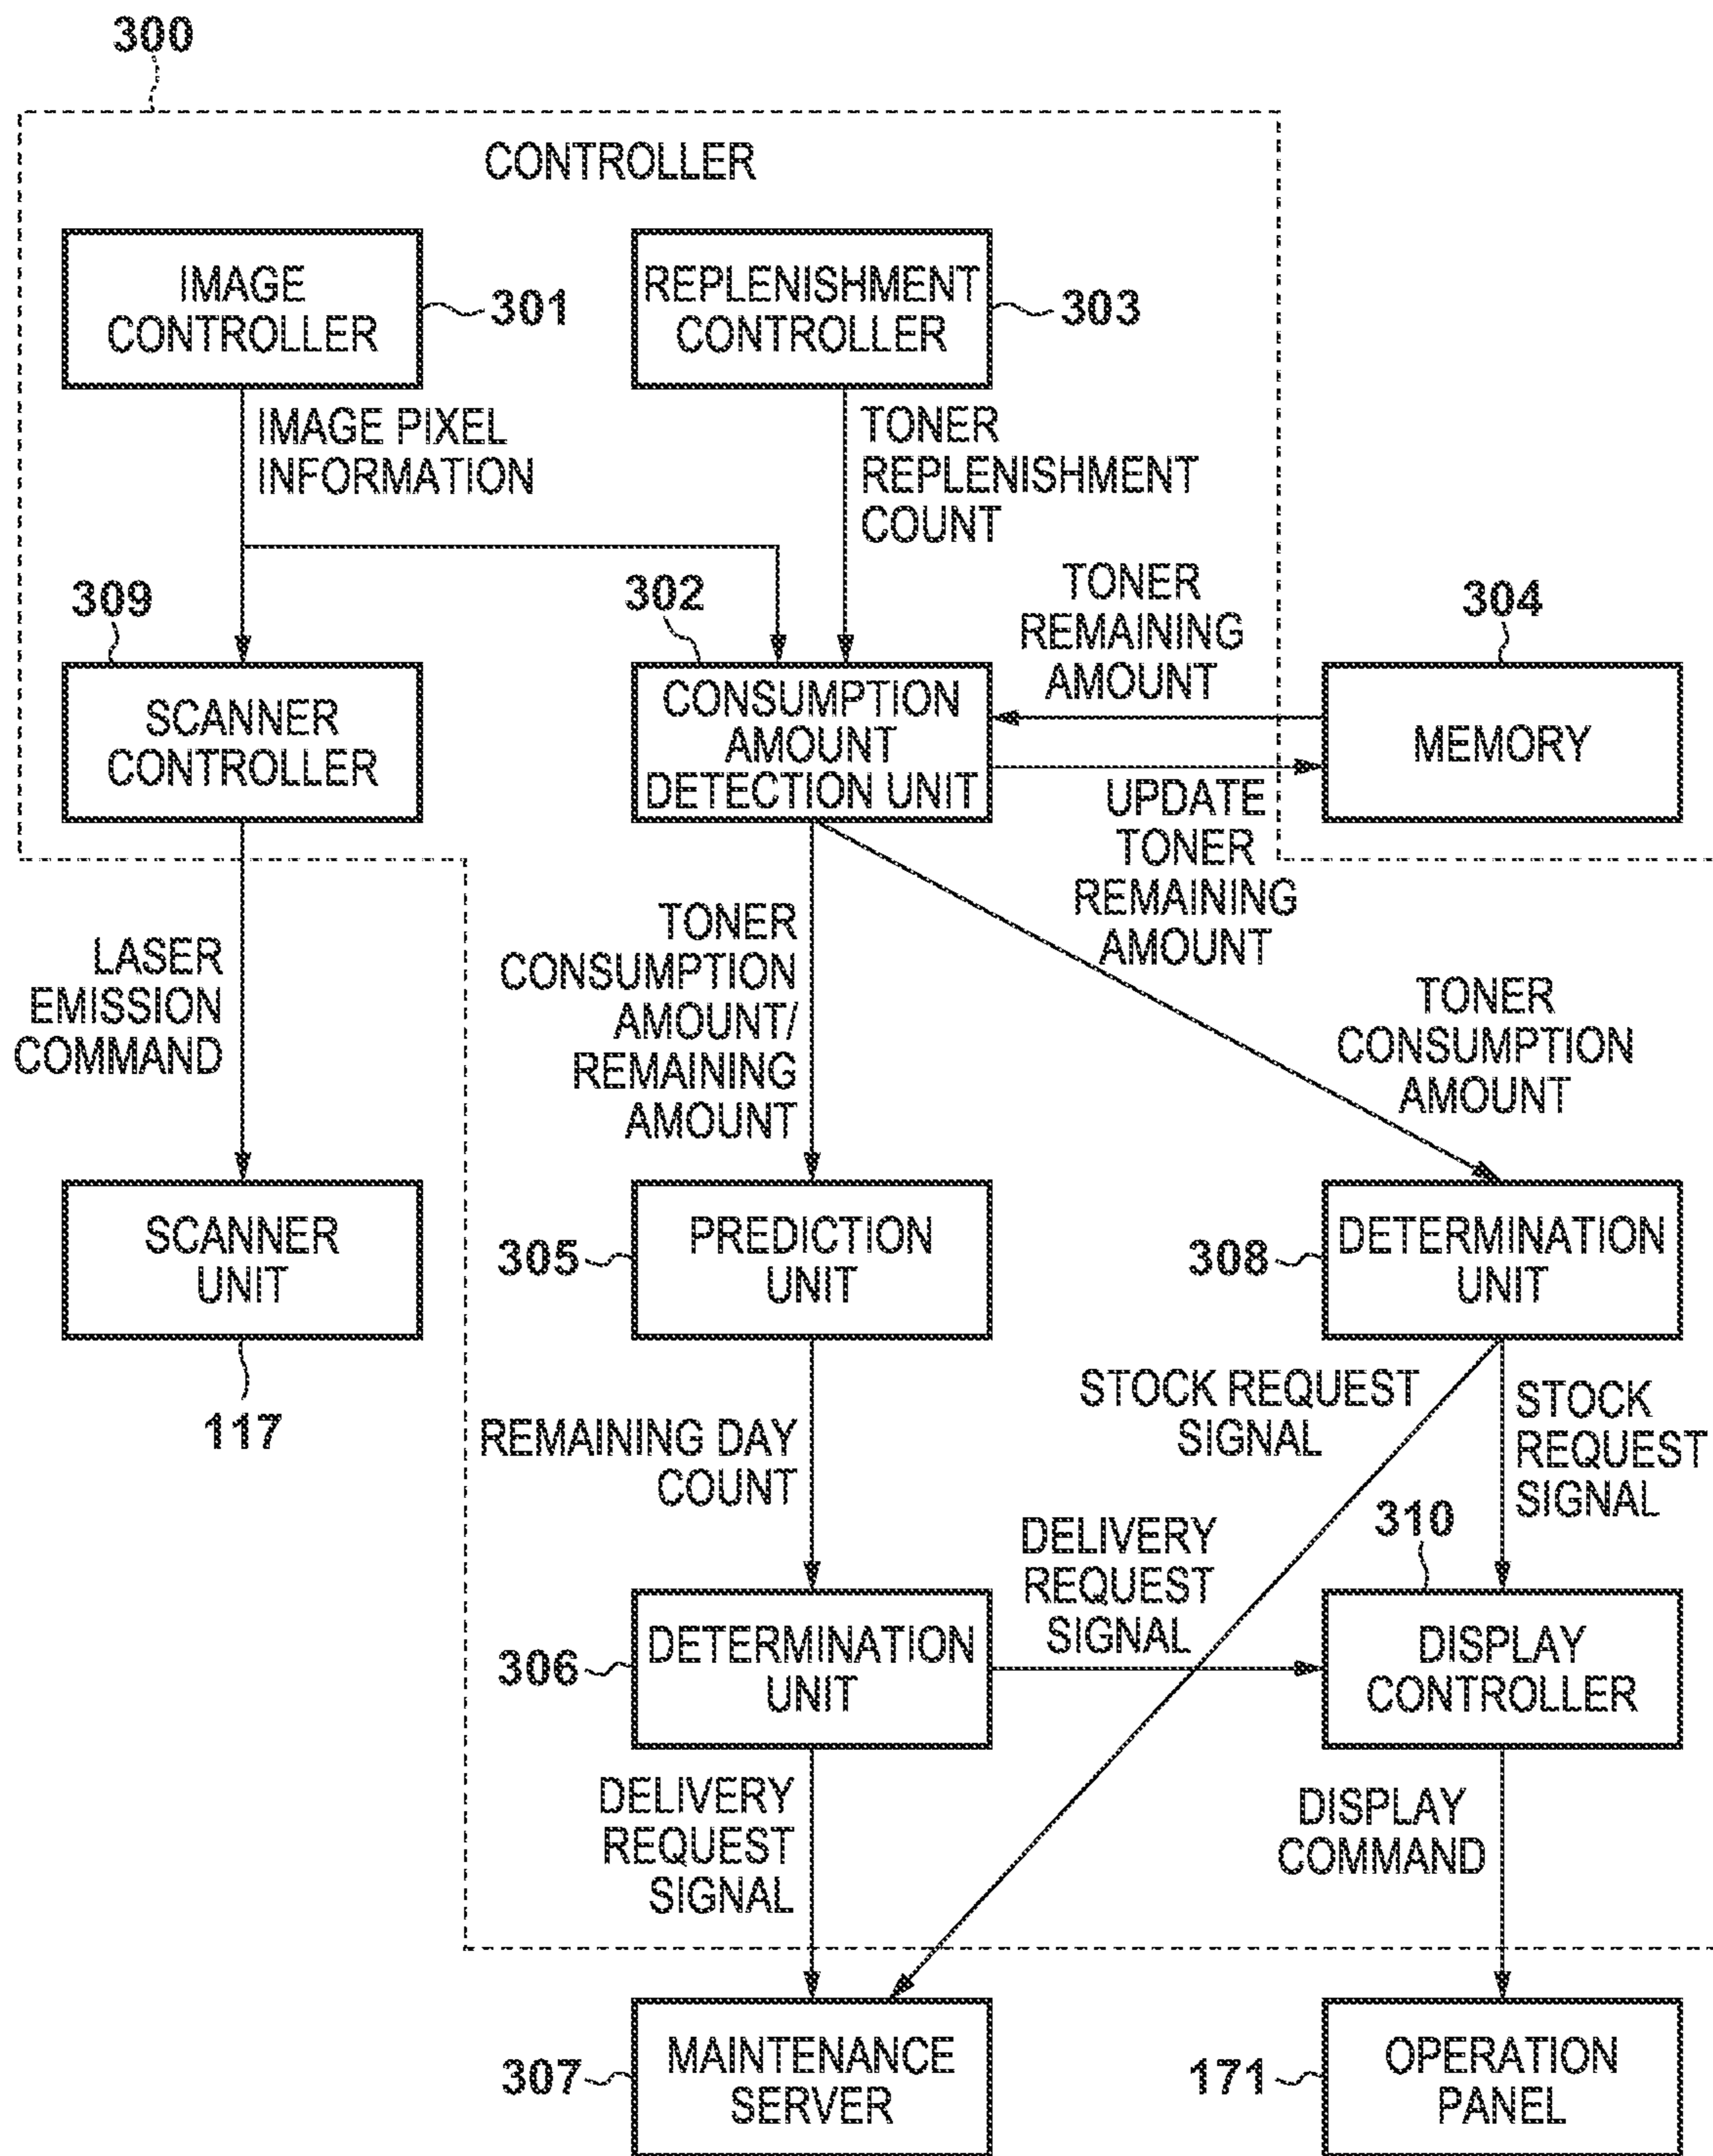 300
CONTROLLER
IMAGE
CONTROLLER
301
REPLENISHMENT
CONTROLLER
303
IMAGE PIXEL
INFORMATION
TONER
REPLENISHMENT
COUNT
309
SCANNER
CONTROLLER
302
CONSUMPTION
AMOUNT
DETECTION UNIT
TONER
REMAINING
AMOUNT
304
MEMORY
UPDATE
TONER
REMAINING
AMOUNT
LASER
EMISSION
COMMAND
TONER
CONSUMPTION
AMOUNT/
REMAINING
AMOUNT
TONER
CONSUMPTION
AMOUNT
SCANNER
UNIT
117
305
PREDICTION
UNIT
308
DETERMINATION
UNIT
REMAINING DAY
COUNT
STOCK REQUEST
SIGNAL
STOCK
REQUEST
SIGNAL
306
DETERMINATION
UNIT
DELIVERY
REQUEST
SIGNAL
310
DISPLAY
CONTROLLER
DELIVERY
REQUEST
SIGNAL
DISPLAY
COMMAND
307
MAINTENANCE
SERVER
171
OPERATION
PANEL